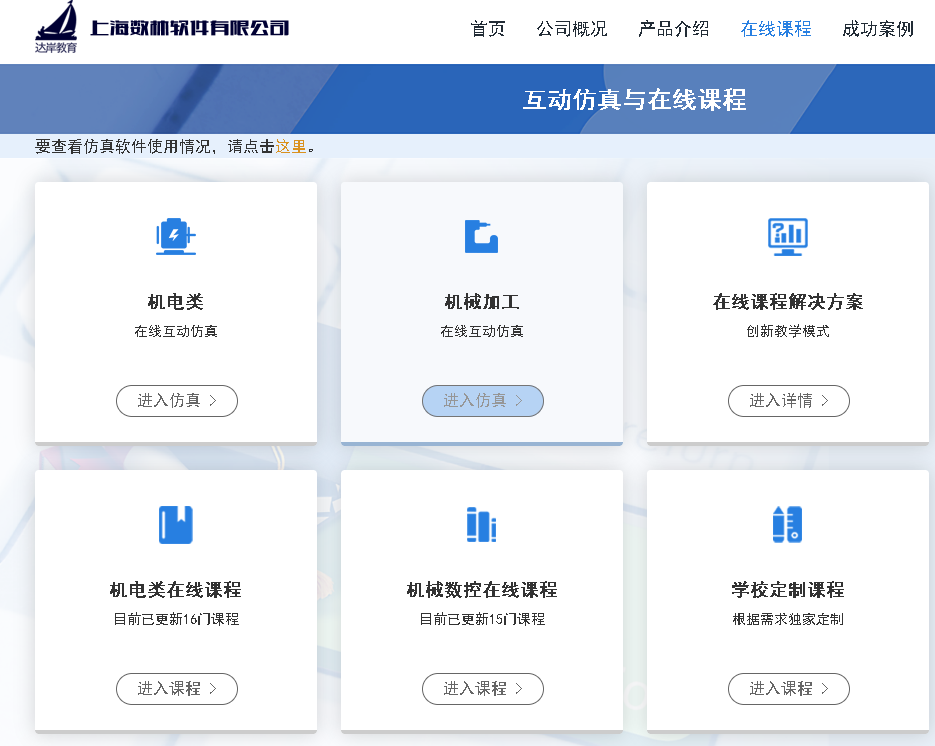 达岸教育
上海数林软件有限公司
首页 公司概况 产品介绍 在线课程 成功案例
互动仿真与在线课程
要查看仿真软件使用情况，请点击这里。
机电类 机械加工 在线课程解决方案
在线互动仿真 在线互动仿真 创新教学模式
进入仿真 > 进入仿真 > 进入详情 >
机电类在线课程 机械数控在线课程 学校定制课程
目前已更新16门课程 目前已更新15门课程 根据需求独家定制
进入课程 > 进入课程 > 进入课程 >